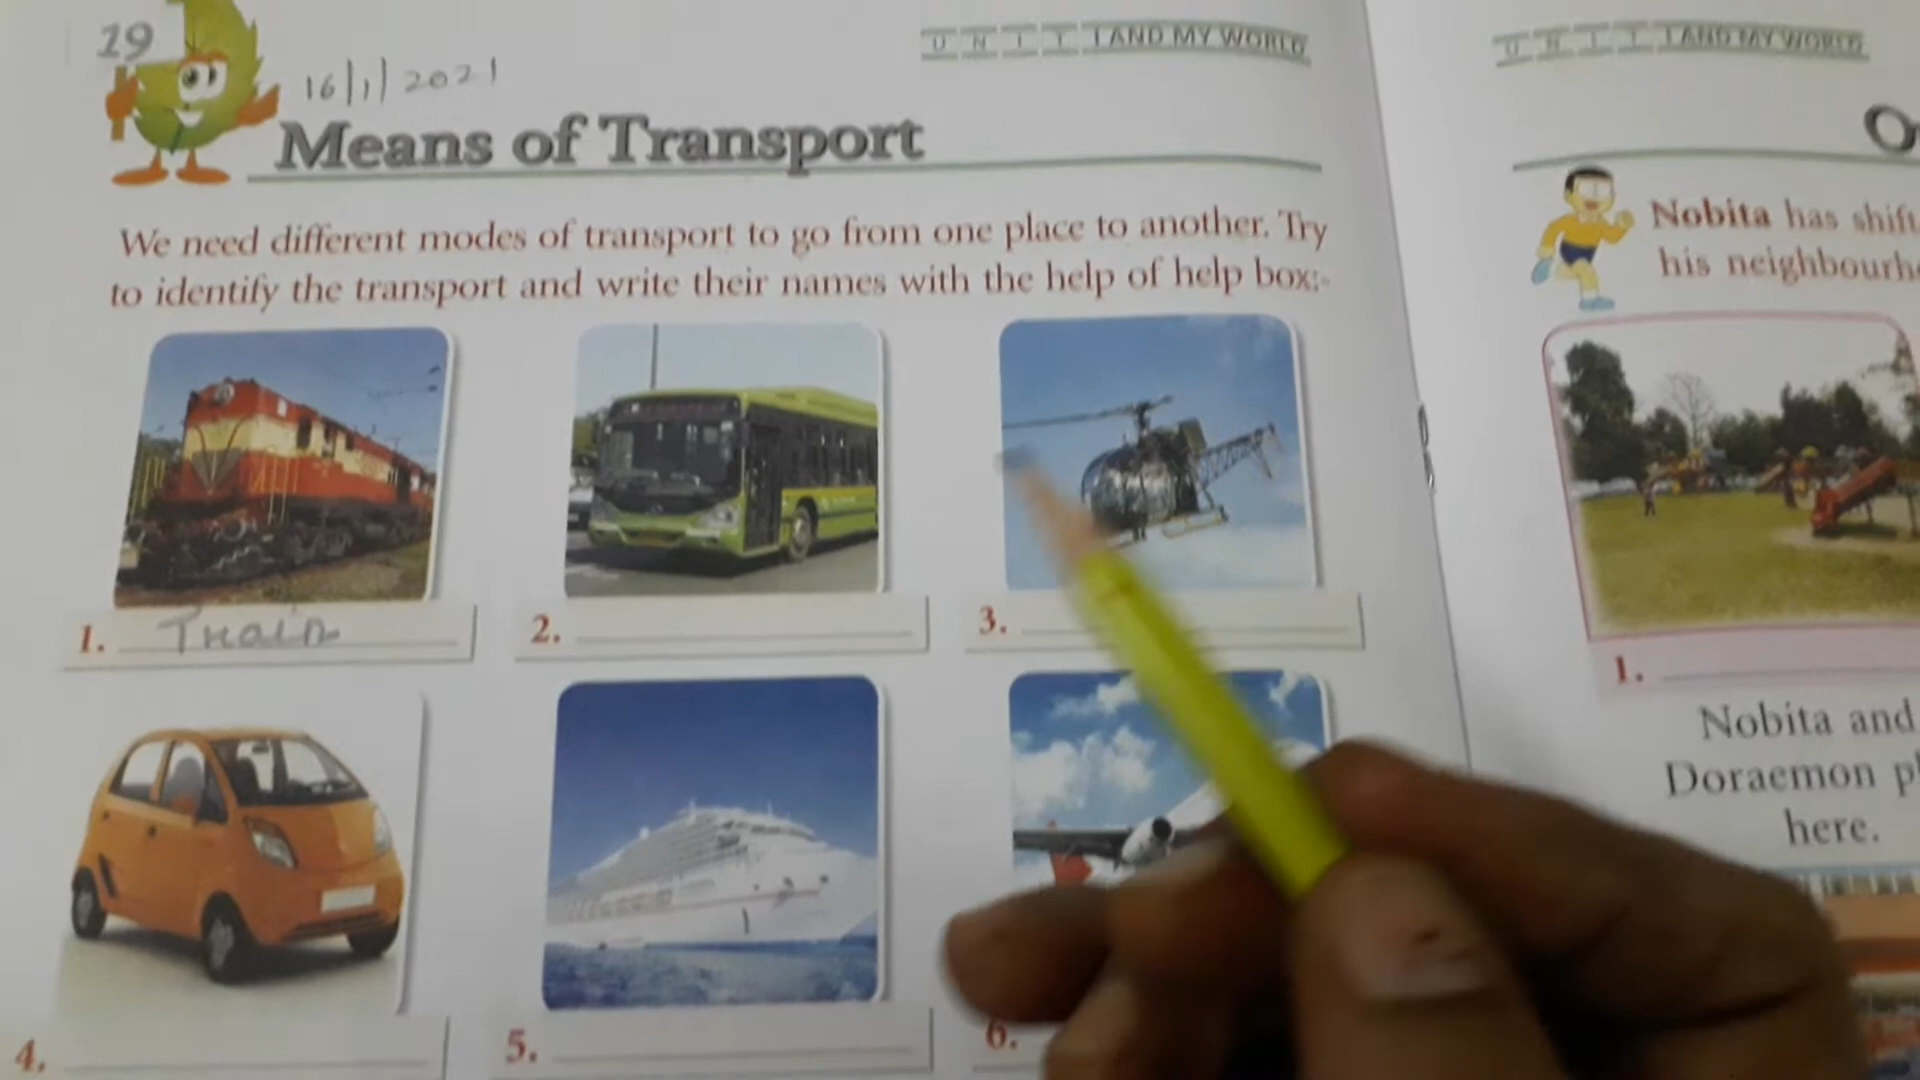 19
16/1/2021
UNIT I AND MY WORLD
Means of Transport
We need different modes of transport to go from one place to another. Try
to identify the transport and write their names with the help of help box:-
1. Train
2.
3.
4.
5.
6.
UNIT I AND MY WORLD
O
Nobita has shift
his neighbourh
1.
Nobita and
Doraemon pl
here.